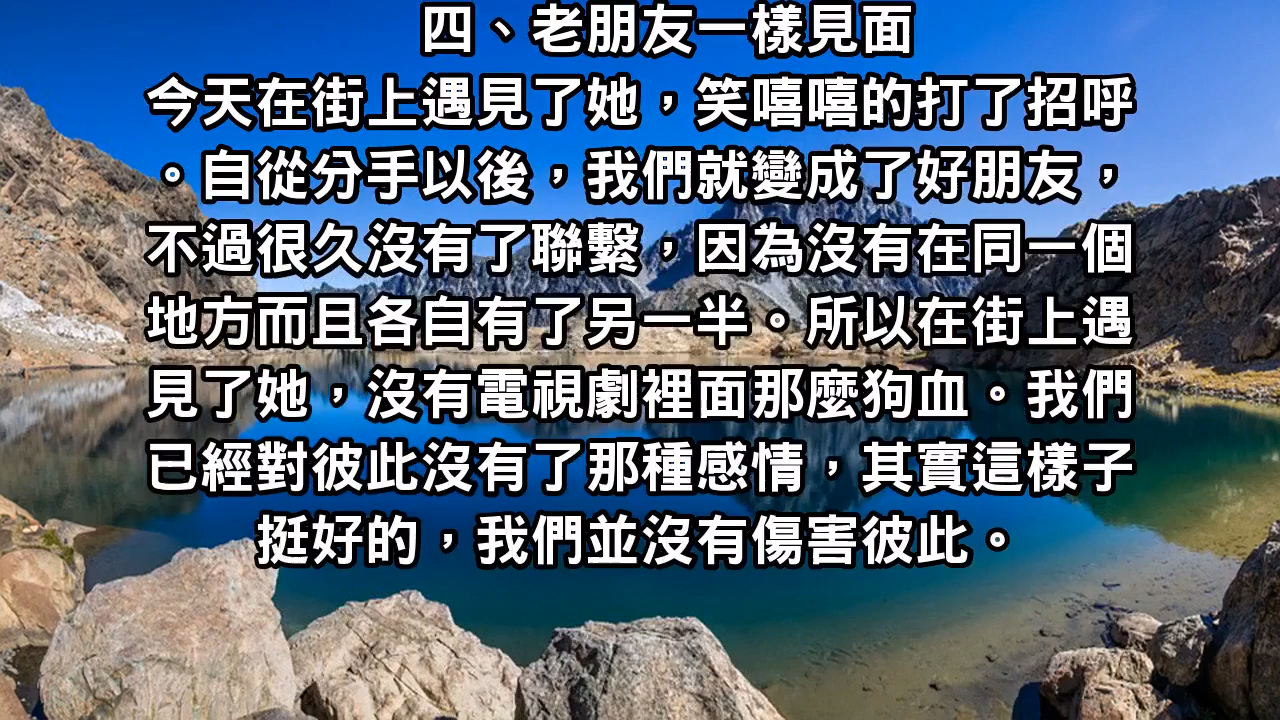 四、老朋友一樣見面
今天在街上遇見了她，笑嘻嘻的打了招呼
。自從分手以後，我們就變成了好朋友，
不過很久沒有了聯繫，因為沒有在同一個
地方而且各自有了另一半。所以在街上遇
見了她，沒有電視劇裡面那麼狗血。我們
已經對彼此沒有了那種感情，其實這樣子
挺好的，我們並沒有傷害彼此。